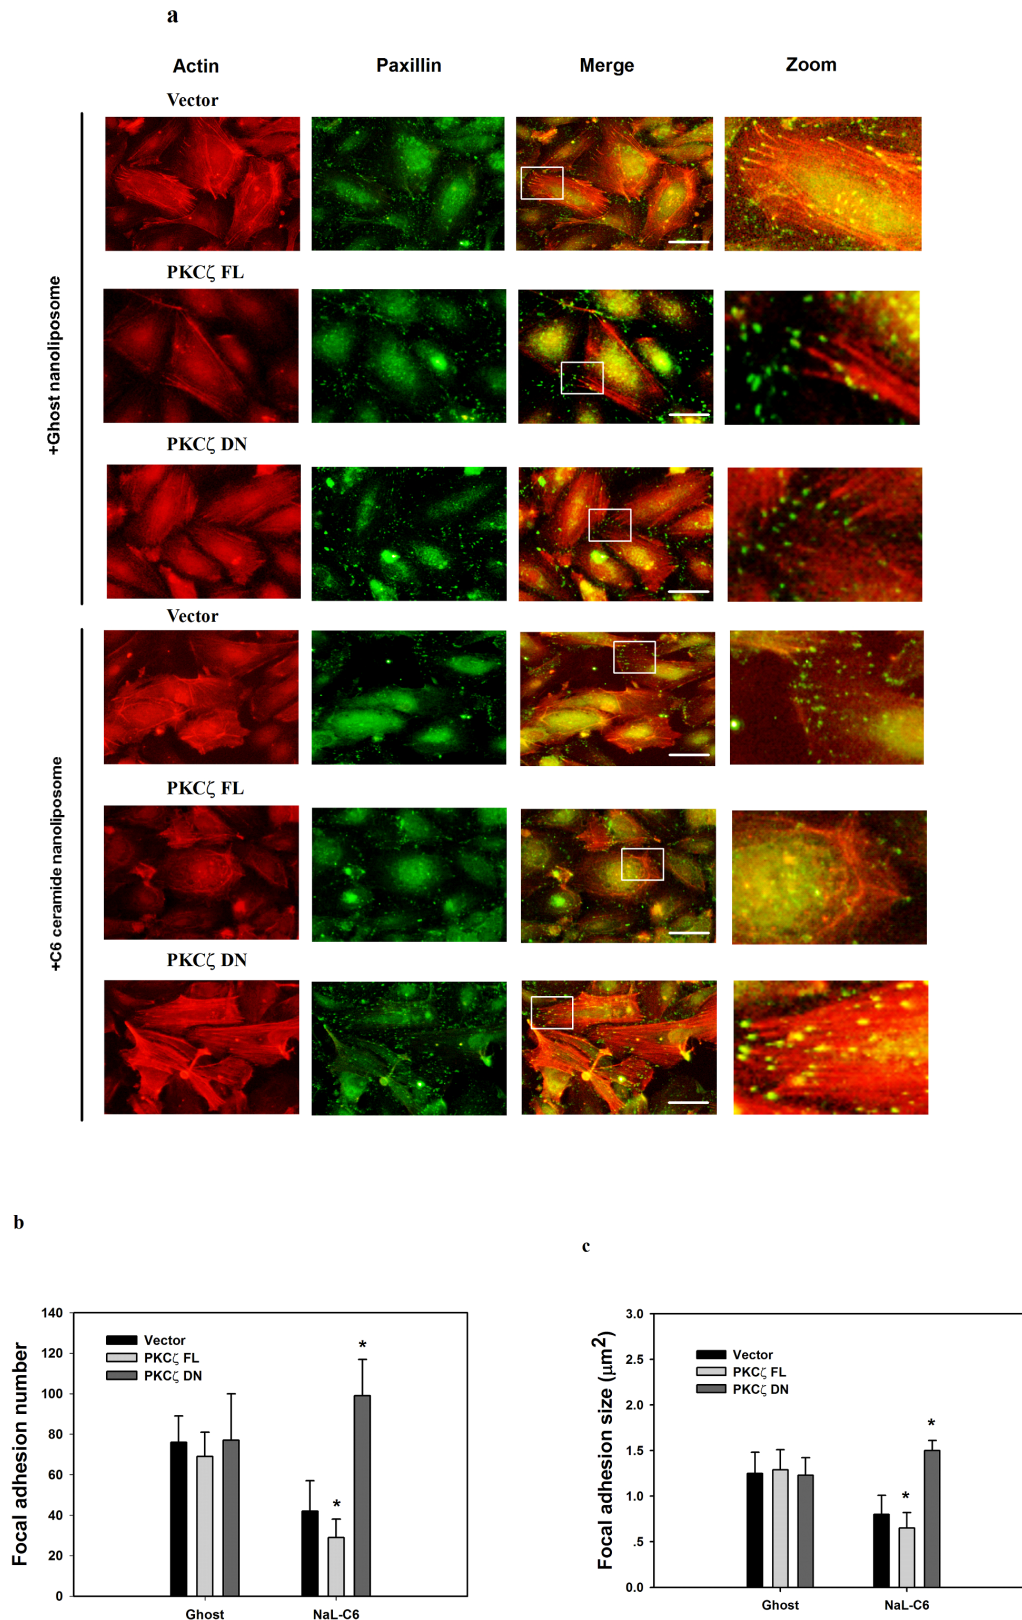 a
Actin Paxillin Merge Zoom
Vector
+Ghost nanoliposome
PKCζ FL
PKCζ DN
Vector
+C6 ceramide nanoliposome
PKCζ FL
PKCζ DN
b
Focal adhesion number
140
120
100
80
60
40
20
0
Vector
PKCζ FL
PKCζ DN
*
*
Ghost NaL-C6
c
Focal adhesion size (μm2)
3.0
2.5
2.0
1.5
1.0
.5
0.0
Vector
PKCζ FL
PKCζ DN
*
*
Ghost NaL-C6